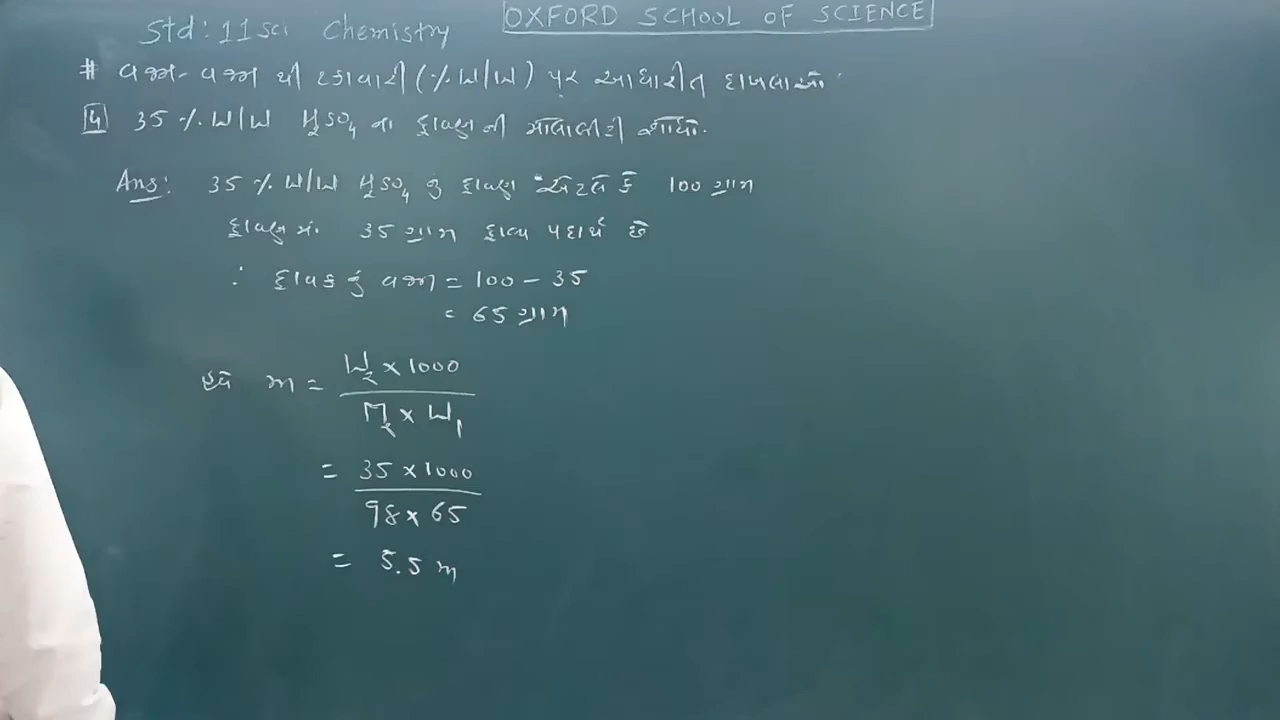 OXFORD SCHOOL OF SCIENCE
Std: 11 sci Chemistry
# વજન-વજન થી ટકાવારી (% W/W) પર આધારીત દાખલાઓ
[4] 35 % W/W H₂SO₄ ના દ્રાવણ ની મોલાલીટી શોધો.
Ans: 35 % W/W H₂SO₄ નું દ્રાવણ એટલે કે 100 ગ્રામ
દ્રાવણમાં 35 ગ્રામ દ્રાવ્ય પદાર્થ છે
∴ દ્રાવક નું વજન = 100 - 35
= 65 ગ્રામ
હવે m = W₂ × 1000
M₂ × W₁
= 35 × 1000
98 × 65
= 5.5 m